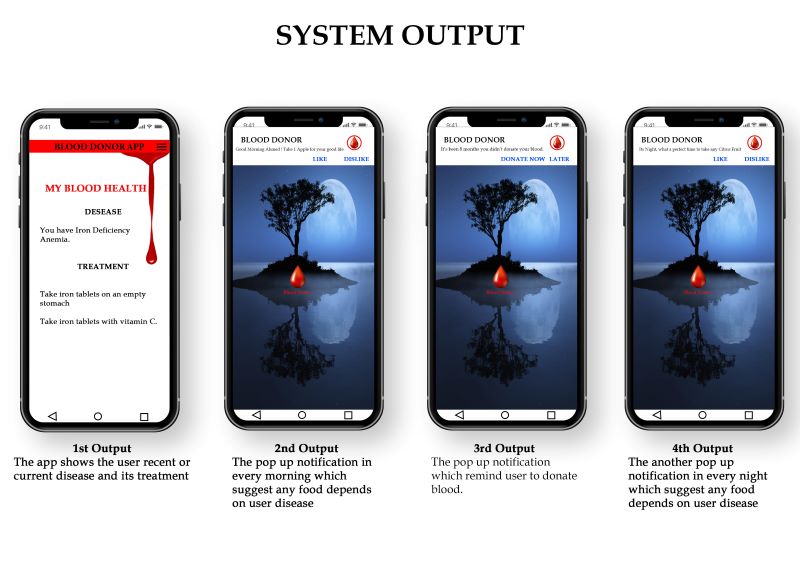 SYSTEM OUTPUT
9:41
BLOOD DONOR APP
MY BLOOD HEALTH
DESEASE
You have Iron Deficiency
Anemia.
TREATMENT
Take iron tablets on an empty
stomach
Take iron tablets with vitamin C.
1st Output
The app shows the user recent or
current disease and its treatment
9:41
BLOOD DONOR
Good Morning Ahmed ! Take 1 Apple for your good life
LIKE DISLIKE
Blood Donor
2nd Output
The pop up notification in
every morning which
suggest any food depends
on user disease
9:41
BLOOD DONOR
It's been 8 months you didn't donate your blood
DONATE NOW LATER
Blood Donor
3rd Output
The pop up notification
which remind user to donate
blood.
9:41
BLOOD DONOR
Its Night, what a perfect time to take any Citrus Fruit
LIKE DISLIKE
Blood Donor
4th Output
The another pop up
notification in every night
which suggest any food
depends on user disease